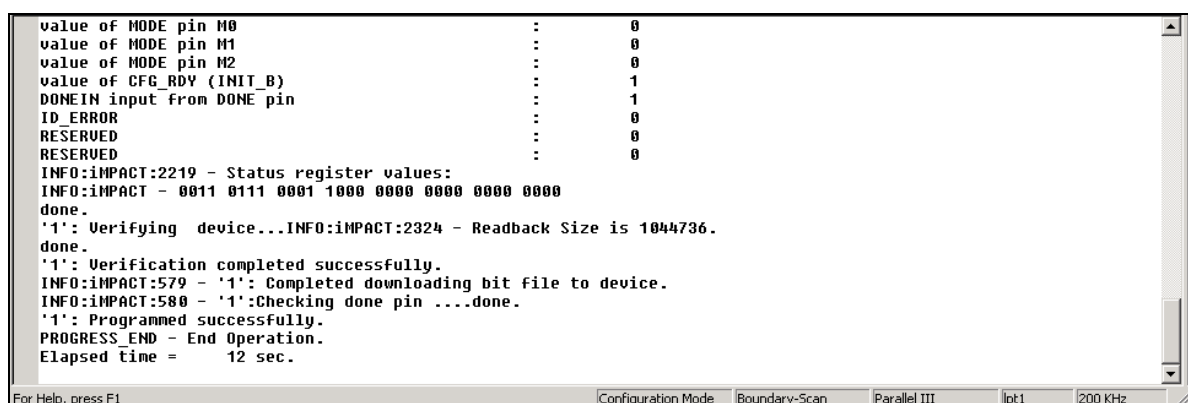 value of MODE pin M0 : 0
value of MODE pin M1 : 0
value of MODE pin M2 : 0
value of CFG_RDY (INIT_B) : 1
DONEIN input from DONE pin : 1
ID_ERROR : 0
RESERVED : 0
RESERVED : 0
INFO:iMPACT:2219 - Status register values:
INFO:iMPACT - 0011 0111 0001 1000 0000 0000 0000 0000
done.
'1': Verifying device...INFO:iMPACT:2324 - Readback Size is 1044736.
done.
'1': Verification completed successfully.
INFO:iMPACT:579 - '1': Completed downloading bit file to device.
INFO:iMPACT:580 - '1':Checking done pin ....done.
'1': Programmed successfully.
PROGRESS_END - End Operation.
Elapsed time = 12 sec.
For Help, press F1 Configuration Mode Boundary-Scan Parallel III lpt1 200 KHz